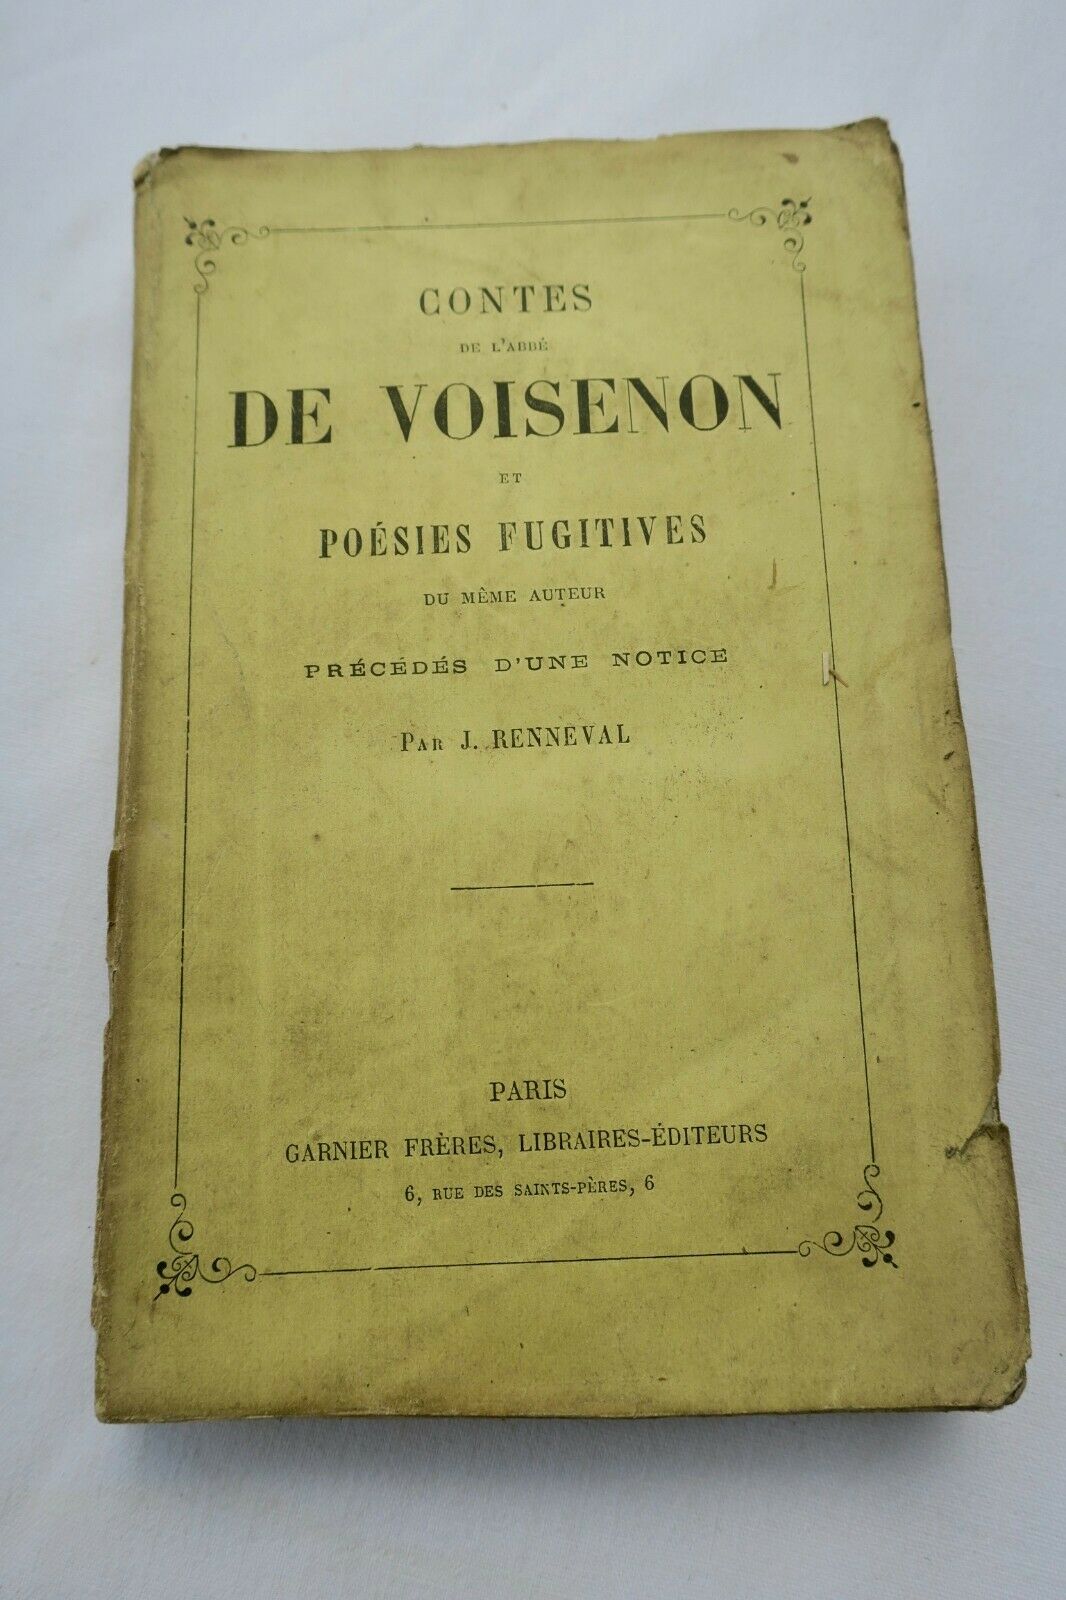 CONTES
DE L'ABBÉ
DE VOISENON
ET
POÉSIES FUGITIVES
DU MÊME AUTEUR
PRÉCÉDÉS D'UNE NOTICE
PAR J. RENNEVAL
PARIS
GARNIER FRÈRES, LIBRAIRES-ÉDITEURS
6, RUE DES SAINTS-PÈRES, 6